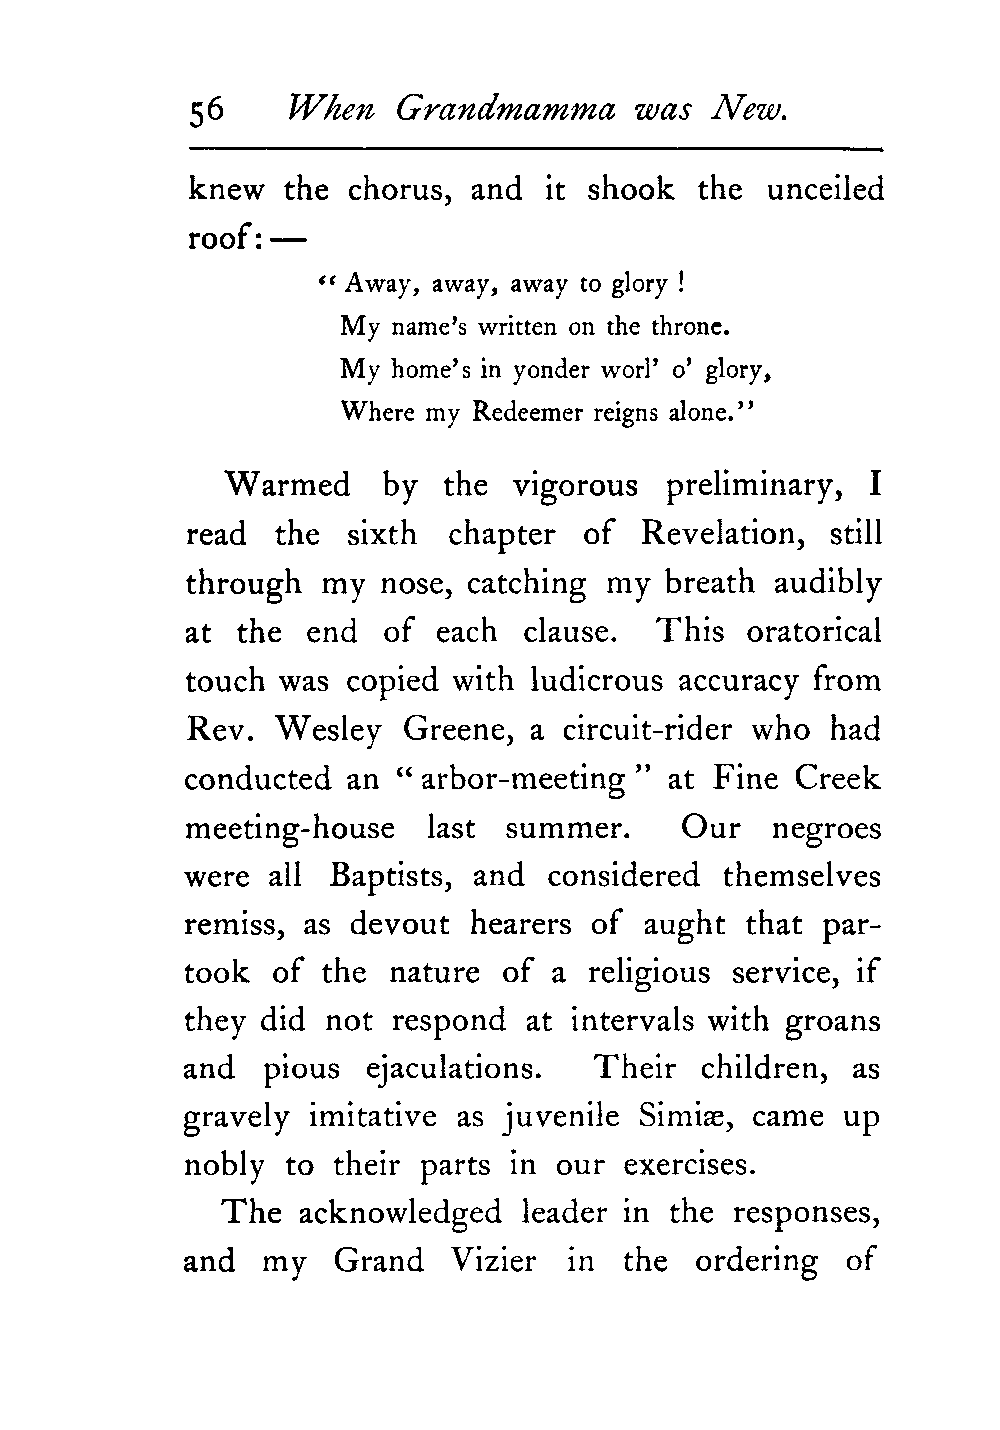 56 When Grandmamma was New.
knew the chorus, and it shook the unceiled
roof: —
" Away, away, away to glory !
My name's written on the throne.
My home's in yonder worl' o' glory,
Where my Redeemer reigns alone."
Warmed by the vigorous preliminary, I
read the sixth chapter of Revelation, still
through my nose, catching my breath audibly
at the end of each clause. This oratorical
touch was copied with ludicrous accuracy from
Rev. Wesley Greene, a circuit-rider who had
conducted an " arbor-meeting " at Fine Creek
meeting-house last summer. Our negroes
were all Baptists, and considered themselves
remiss, as devout hearers of aught that par-
took of the nature of a religious service, if
they did not respond at intervals with groans
and pious ejaculations. Their children, as
gravely imitative as juvenile Simiæ, came up
nobly to their parts in our exercises.
The acknowledged leader in the responses,
and my Grand Vizier in the ordering of